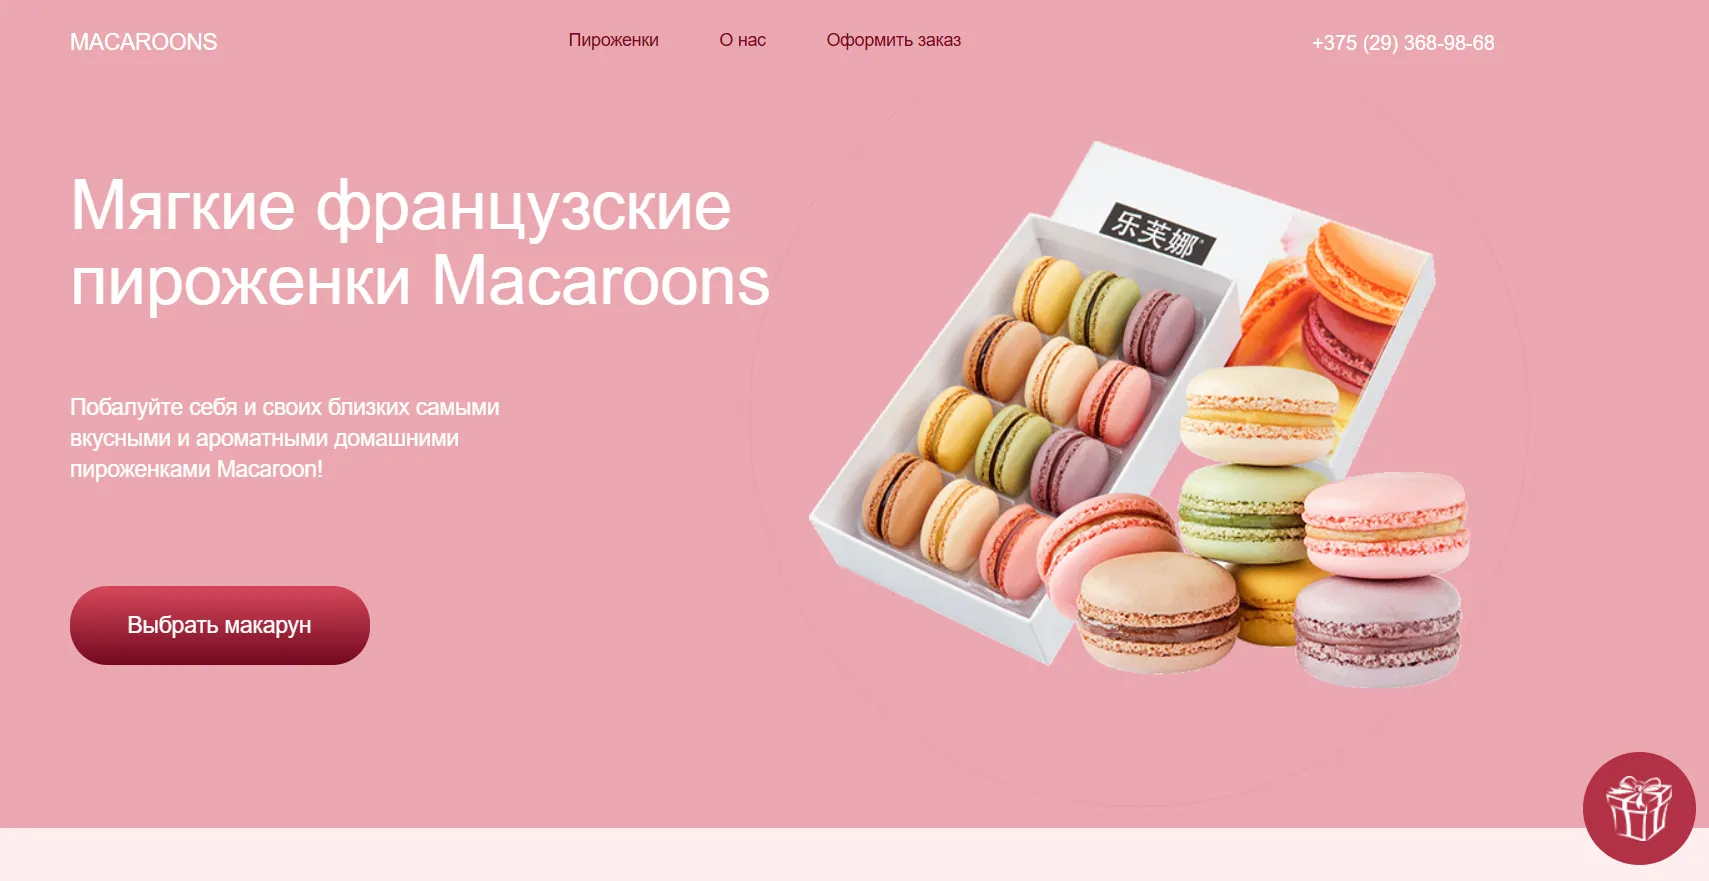 MACAROONS
Пироженки
О нас
Оформить заказ
+375 (29) 368-98-68
Мягкие французские
пироженки Macaroons
乐芙娜
Побалуйте себя и своих близких самыми
вкусными и ароматными домашними
пироженками Macaroon!
Выбрать макарун